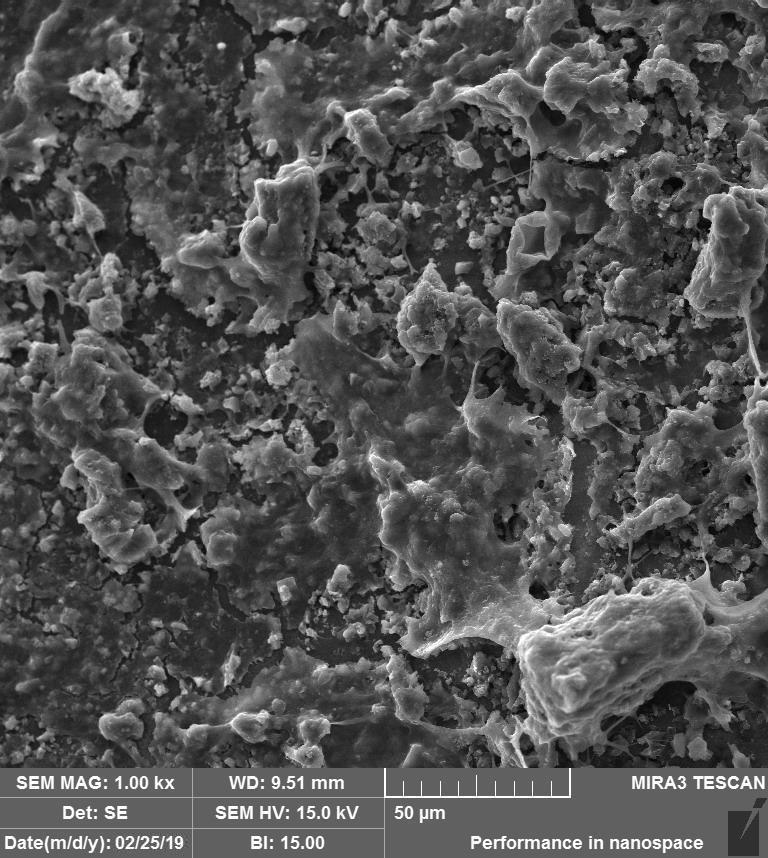 SEM MAG: 1.00 kx
WD: 9.51 mm
MIRA3 TESCAN
Det: SE
SEM HV: 15.0 kV
50 µm
Date(m/d/y): 02/25/19
BI: 15.00
Performance in nanospace